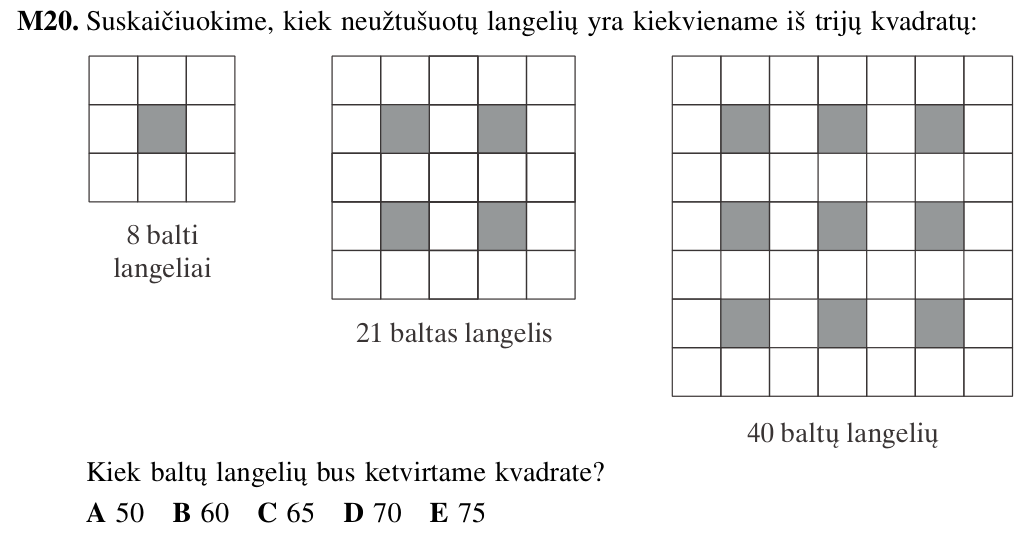 M20. Suskaičiuokime, kiek neužtušuotų langelių yra kiekviename iš trijų kvadratų:
8 balti
langeliai
21 baltas langelis
40 baltų langelių
Kiek baltų langelių bus ketvirtame kvadrate?
A 50 B 60 C 65 D 70 E 75